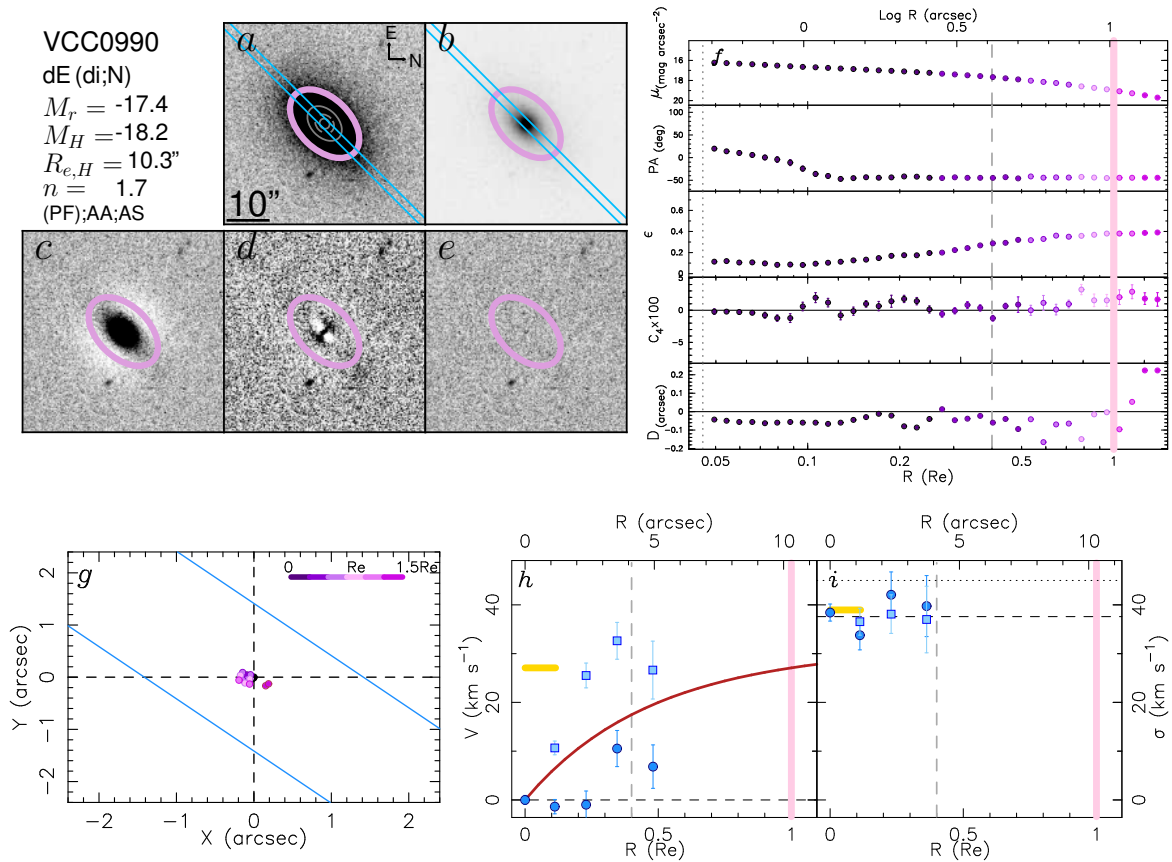 VCC0990
dE (di;N)
M_r = -17.4
M_H = -18.2
R_{e,H} = 10.3"
n = 1.7
(PF);AA;AS
a
E
N
10"
b
c
d
e
Log R (arcsec)
0 0.5 1
f
μ(mag arcsec⁻²)
16
18
20
PA (deg)
100
50
0
−50
ε
0.6
0.4
0.2
0
C₄x100
5
0
−5
D (arcsec)
0.2
0.1
0
−0.1
−0.2
0.05 0.1 0.2 0.5 1
R (Re)
g
0 Re 1.5Re
Y (arcsec)
2
1
0
−1
−2
−2 −1 0 1 2
X (arcsec)
R (arcsec)
0 5 10
h
V (km s⁻¹)
40
20
0
0 0.5 1
R (Re)
R (arcsec)
0 5 10
i
σ (km s⁻¹)
40
20
0
0 0.5 1
R (Re)